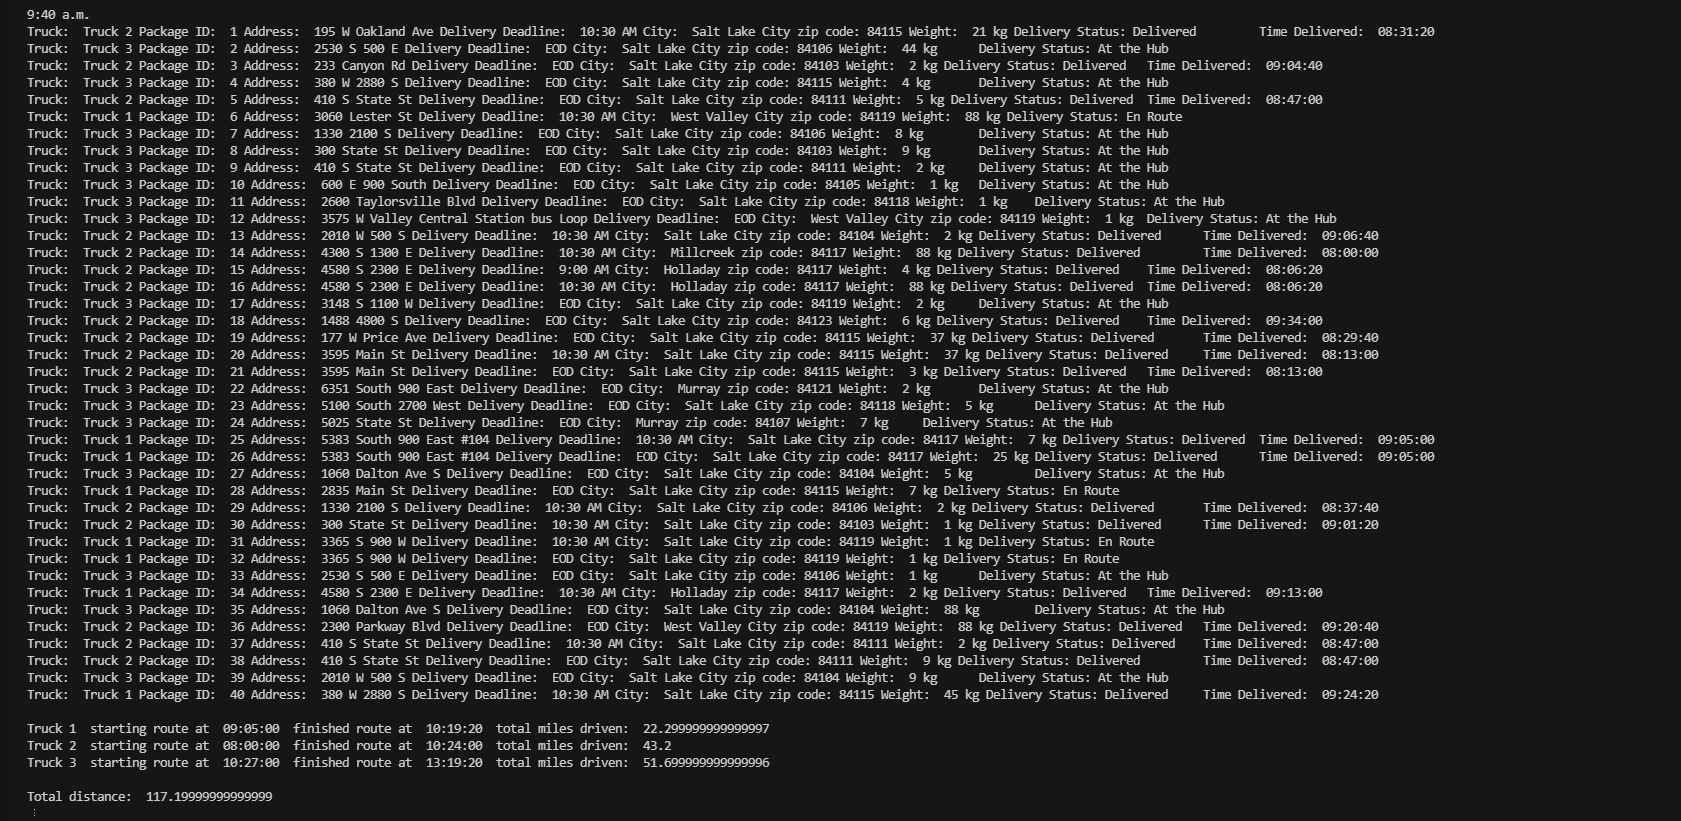 9:40 a.m.
Truck:  Truck 2 Package ID:  1 Address:  195 W Oakland Ave Delivery Deadline:  10:30 AM City:  Salt Lake City zip code: 84115 Weight:  21 kg Delivery Status: Delivered Time Delivered:  08:31:20
Truck:  Truck 3 Package ID:  2 Address:  2530 S 500 E Delivery Deadline:  EOD City:  Salt Lake City zip code: 84106 Weight:  44 kg Delivery Status: At the Hub
Truck:  Truck 2 Package ID:  3 Address:  233 Canyon Rd Delivery Deadline:  EOD City:  Salt Lake City zip code: 84103 Weight:  2 kg Delivery Status: Delivered Time Delivered:  09:04:40
Truck:  Truck 3 Package ID:  4 Address:  380 W 2880 S Delivery Deadline:  EOD City:  Salt Lake City zip code: 84115 Weight:  4 kg Delivery Status: At the Hub
Truck:  Truck 2 Package ID:  5 Address:  410 S State St Delivery Deadline:  EOD City:  Salt Lake City zip code: 84111 Weight:  5 kg Delivery Status: Delivered Time Delivered:  08:47:00
Truck:  Truck 1 Package ID:  6 Address:  3060 Lester St Delivery Deadline:  10:30 AM City:  West Valley City zip code: 84119 Weight:  88 kg Delivery Status: En Route
Truck:  Truck 3 Package ID:  7 Address:  1330 2100 S Delivery Deadline:  EOD City:  Salt Lake City zip code: 84106 Weight:  8 kg Delivery Status: At the Hub
Truck:  Truck 3 Package ID:  8 Address:  300 State St Delivery Deadline:  EOD City:  Salt Lake City zip code: 84103 Weight:  9 kg Delivery Status: At the Hub
Truck:  Truck 3 Package ID:  9 Address:  410 S State St Delivery Deadline:  EOD City:  Salt Lake City zip code: 84111 Weight:  2 kg Delivery Status: At the Hub
Truck:  Truck 3 Package ID:  10 Address:  600 E 900 South Delivery Deadline:  EOD City:  Salt Lake City zip code: 84105 Weight:  1 kg Delivery Status: At the Hub
Truck:  Truck 3 Package ID:  11 Address:  2600 Taylorsville Blvd Delivery Deadline:  EOD City:  Salt Lake City zip code: 84118 Weight:  1 kg Delivery Status: At the Hub
Truck:  Truck 3 Package ID:  12 Address:  3575 W Valley Central Station bus Loop Delivery Deadline:  EOD City:  West Valley City zip code: 84119 Weight:  1 kg Delivery Status: At the Hub
Truck:  Truck 2 Package ID:  13 Address:  2010 W 500 S Delivery Deadline:  10:30 AM City:  Salt Lake City zip code: 84104 Weight:  2 kg Delivery Status: Delivered Time Delivered:  09:06:40
Truck:  Truck 2 Package ID:  14 Address:  4300 S 1300 E Delivery Deadline:  10:30 AM City:  Millcreek zip code: 84117 Weight:  88 kg Delivery Status: Delivered Time Delivered:  08:00:00
Truck:  Truck 2 Package ID:  15 Address:  4580 S 2300 E Delivery Deadline:  9:00 AM City:  Holladay zip code: 84117 Weight:  4 kg Delivery Status: Delivered Time Delivered:  08:06:20
Truck:  Truck 2 Package ID:  16 Address:  4580 S 2300 E Delivery Deadline:  10:30 AM City:  Holladay zip code: 84117 Weight:  88 kg Delivery Status: Delivered Time Delivered:  08:06:20
Truck:  Truck 3 Package ID:  17 Address:  3148 S 1100 W Delivery Deadline:  EOD City:  Salt Lake City zip code: 84119 Weight:  2 kg Delivery Status: At the Hub
Truck:  Truck 2 Package ID:  18 Address:  1488 4800 S Delivery Deadline:  EOD City:  Salt Lake City zip code: 84123 Weight:  6 kg Delivery Status: Delivered Time Delivered:  09:34:00
Truck:  Truck 2 Package ID:  19 Address:  177 W Price Ave Delivery Deadline:  EOD City:  Salt Lake City zip code: 84115 Weight:  37 kg Delivery Status: Delivered Time Delivered:  08:29:40
Truck:  Truck 2 Package ID:  20 Address:  3595 Main St Delivery Deadline:  10:30 AM City:  Salt Lake City zip code: 84115 Weight:  37 kg Delivery Status: Delivered Time Delivered:  08:13:00
Truck:  Truck 2 Package ID:  21 Address:  3595 Main St Delivery Deadline:  EOD City:  Salt Lake City zip code: 84115 Weight:  3 kg Delivery Status: Delivered Time Delivered:  08:13:00
Truck:  Truck 3 Package ID:  22 Address:  6351 South 900 East Delivery Deadline:  EOD City:  Murray zip code: 84121 Weight:  2 kg Delivery Status: At the Hub
Truck:  Truck 3 Package ID:  23 Address:  5100 South 2700 West Delivery Deadline:  EOD City:  Salt Lake City zip code: 84118 Weight:  5 kg Delivery Status: At the Hub
Truck:  Truck 3 Package ID:  24 Address:  5025 State St Delivery Deadline:  EOD City:  Murray zip code: 84107 Weight:  7 kg Delivery Status: At the Hub
Truck:  Truck 1 Package ID:  25 Address:  5383 South 900 East #104 Delivery Deadline:  10:30 AM City:  Salt Lake City zip code: 84117 Weight:  7 kg Delivery Status: Delivered Time Delivered:  09:05:00
Truck:  Truck 1 Package ID:  26 Address:  5383 South 900 East #104 Delivery Deadline:  EOD City:  Salt Lake City zip code: 84117 Weight:  25 kg Delivery Status: Delivered Time Delivered:  09:05:00
Truck:  Truck 3 Package ID:  27 Address:  1060 Dalton Ave S Delivery Deadline:  EOD City:  Salt Lake City zip code: 84104 Weight:  5 kg Delivery Status: At the Hub
Truck:  Truck 1 Package ID:  28 Address:  2835 Main St Delivery Deadline:  EOD City:  Salt Lake City zip code: 84115 Weight:  7 kg Delivery Status: En Route
Truck:  Truck 2 Package ID:  29 Address:  1330 2100 S Delivery Deadline:  10:30 AM City:  Salt Lake City zip code: 84106 Weight:  2 kg Delivery Status: Delivered Time Delivered:  08:37:40
Truck:  Truck 2 Package ID:  30 Address:  300 State St Delivery Deadline:  10:30 AM City:  Salt Lake City zip code: 84103 Weight:  1 kg Delivery Status: Delivered Time Delivered:  09:01:20
Truck:  Truck 1 Package ID:  31 Address:  3365 S 900 W Delivery Deadline:  10:30 AM City:  Salt Lake City zip code: 84119 Weight:  1 kg Delivery Status: En Route
Truck:  Truck 1 Package ID:  32 Address:  3365 S 900 W Delivery Deadline:  EOD City:  Salt Lake City zip code: 84119 Weight:  1 kg Delivery Status: En Route
Truck:  Truck 3 Package ID:  33 Address:  2530 S 500 E Delivery Deadline:  EOD City:  Salt Lake City zip code: 84106 Weight:  1 kg Delivery Status: At the Hub
Truck:  Truck 1 Package ID:  34 Address:  4580 S 2300 E Delivery Deadline:  10:30 AM City:  Holladay zip code: 84117 Weight:  2 kg Delivery Status: Delivered Time Delivered:  09:13:00
Truck:  Truck 3 Package ID:  35 Address:  1060 Dalton Ave S Delivery Deadline:  EOD City:  Salt Lake City zip code: 84104 Weight:  88 kg Delivery Status: At the Hub
Truck:  Truck 2 Package ID:  36 Address:  2300 Parkway Blvd Delivery Deadline:  EOD City:  West Valley City zip code: 84119 Weight:  88 kg Delivery Status: Delivered Time Delivered:  09:20:40
Truck:  Truck 2 Package ID:  37 Address:  410 S State St Delivery Deadline:  10:30 AM City:  Salt Lake City zip code: 84111 Weight:  2 kg Delivery Status: Delivered Time Delivered:  08:47:00
Truck:  Truck 2 Package ID:  38 Address:  410 S State St Delivery Deadline:  EOD City:  Salt Lake City zip code: 84111 Weight:  9 kg Delivery Status: Delivered Time Delivered:  08:47:00
Truck:  Truck 3 Package ID:  39 Address:  2010 W 500 S Delivery Deadline:  EOD City:  Salt Lake City zip code: 84104 Weight:  9 kg Delivery Status: At the Hub
Truck:  Truck 1 Package ID:  40 Address:  380 W 2880 S Delivery Deadline:  10:30 AM City:  Salt Lake City zip code: 84115 Weight:  45 kg Delivery Status: Delivered Time Delivered:  09:24:20
Truck 1  starting route at  09:05:00  finished route at  10:19:20  total miles driven:  22.299999999999997
Truck 2  starting route at  08:00:00  finished route at  10:24:00  total miles driven:  43.2
Truck 3  starting route at  10:27:00  finished route at  13:19:20  total miles driven:  51.699999999999996
Total distance:  117.19999999999999